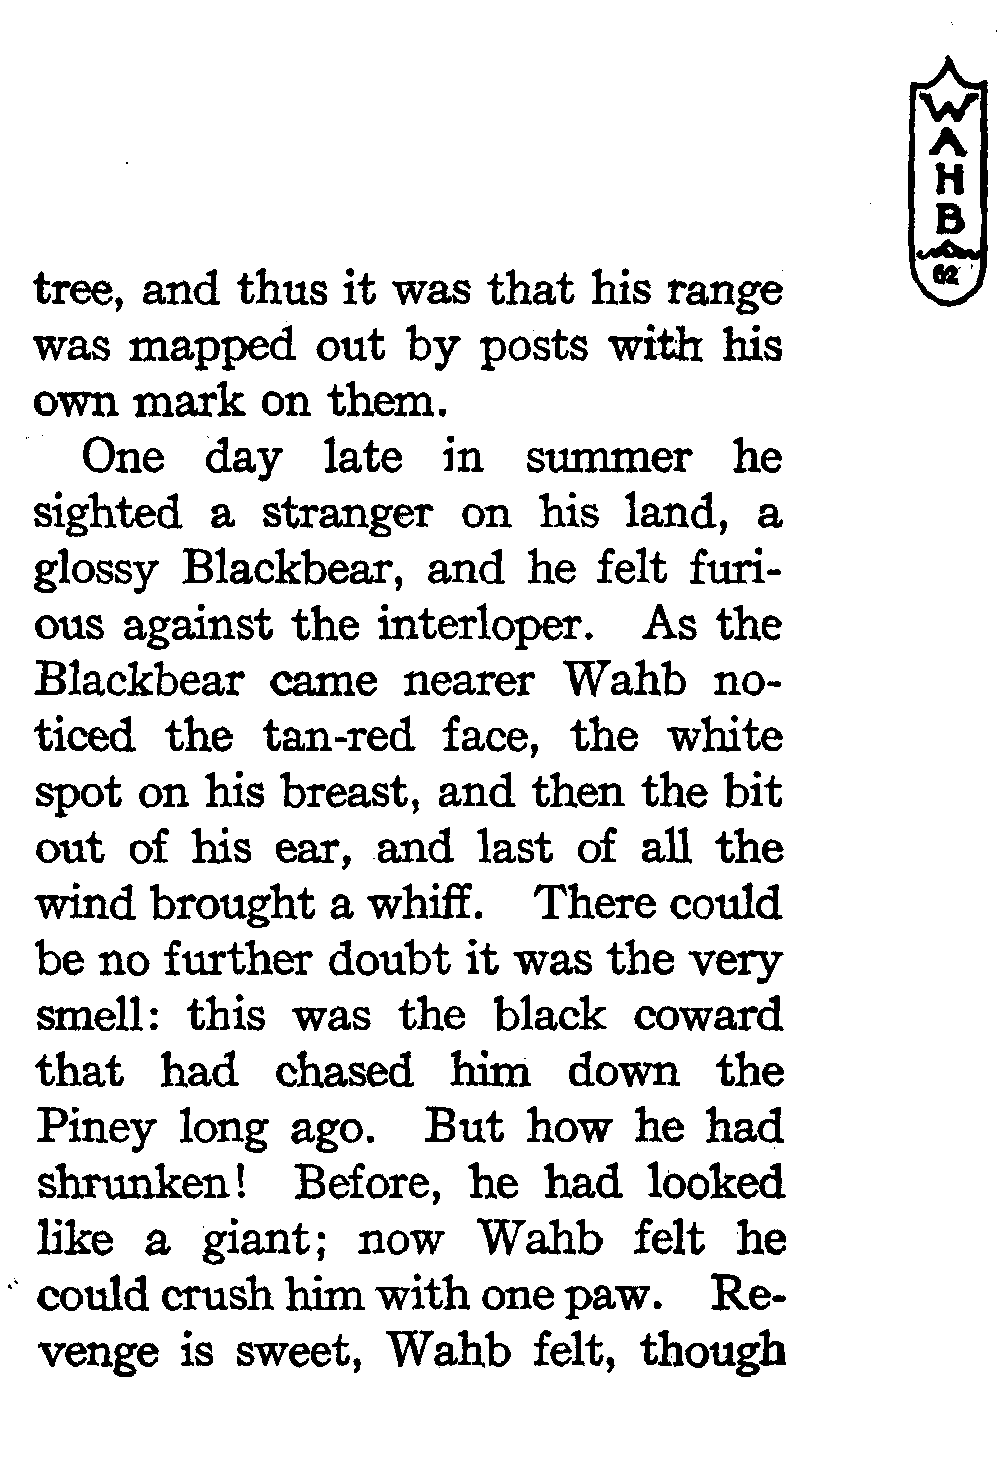 WAHB
62
tree, and thus it was that his range
was mapped out by posts with his
own mark on them.
One day late in summer he
sighted a stranger on his land, a
glossy Blackbear, and he felt furi-
ous against the interloper. As the
Blackbear came nearer Wahb no-
ticed the tan-red face, the white
spot on his breast, and then the bit
out of his ear, and last of all the
wind brought a whiff. There could
be no further doubt it was the very
smell: this was the black coward
that had chased him down the
Piney long ago. But how he had
shrunken! Before, he had looked
like a giant; now Wahb felt he
could crush him with one paw. Re-
venge is sweet, Wahb felt, though